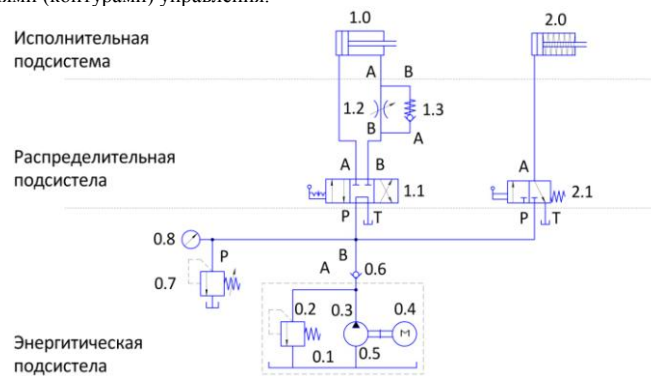 ями (контурами) управления.
1.0
2.0
Исполнительная
подсистема
A
B
1.2
1.3
B
A
Распределительная
подсистела
A
B
A
1.1
2.1
P
T
P
T
0.8
P
B
A
0.6
0.7
0.2
0.3
0.4
M
0.1
0.5
Энергитическая
подсистела